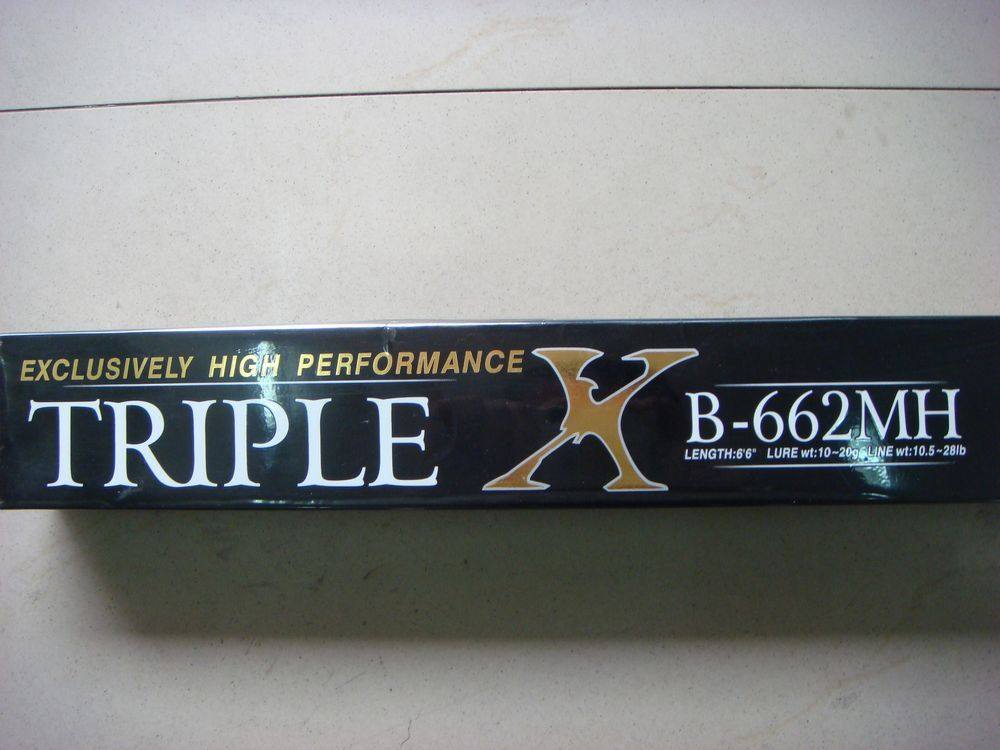 EXCLUSIVELY HIGH PERFORMANCE
TRIPLE X
B-662MH
LENGTH:6'6" LURE wt:10~20g LINE wt:10.5~28lb